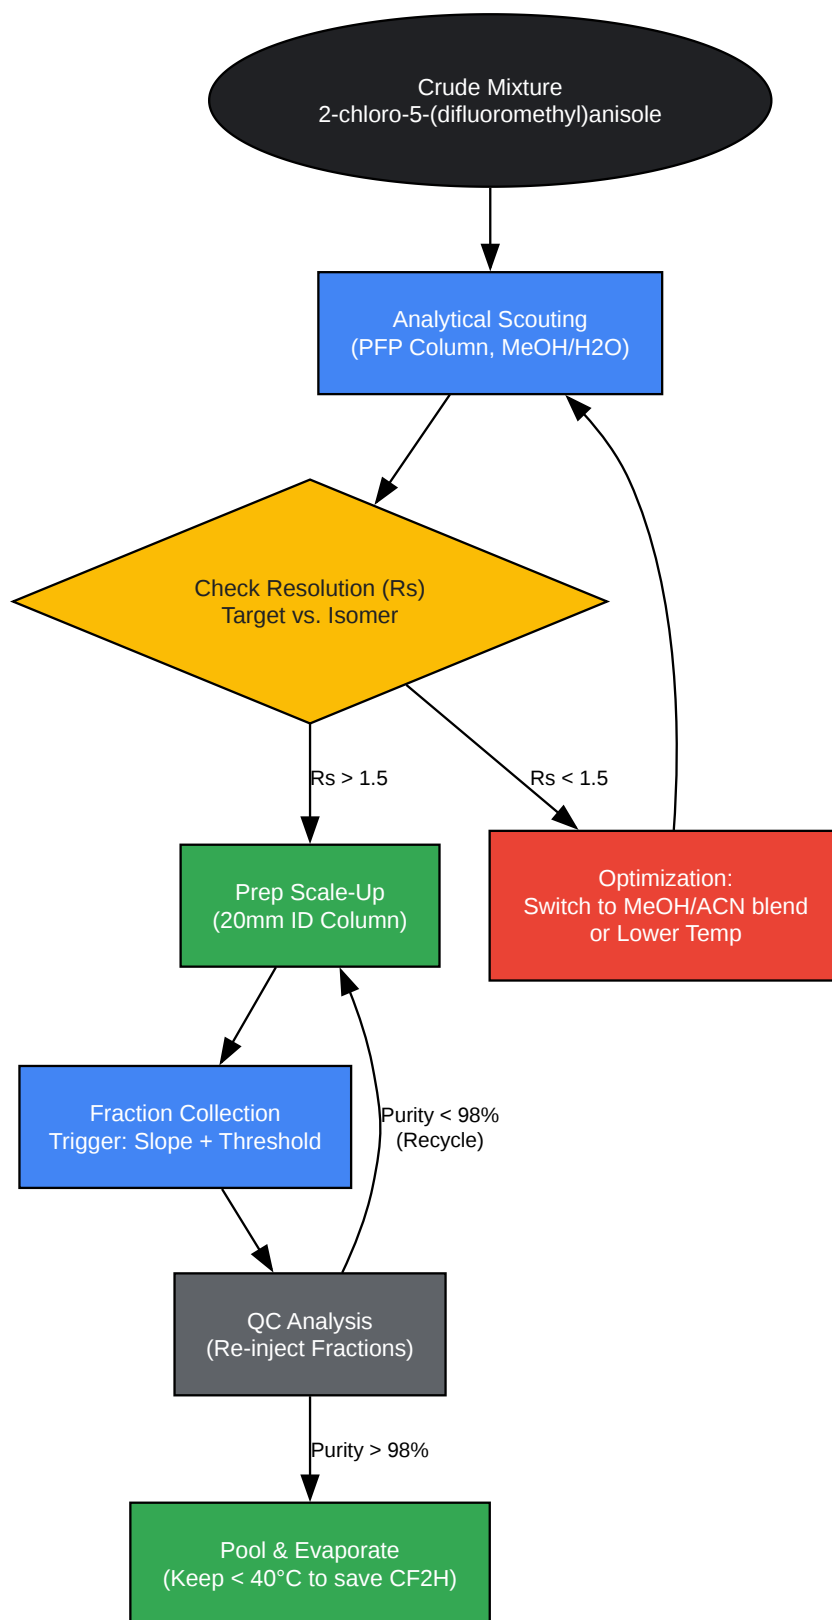 Crude Mixture
2-chloro-5-(difluoromethyl)anisole
Analytical Scouting
(PFP Column, MeOH/H2O)
Check Resolution (Rs)
Target vs. Isomer
Rs > 1.5
Rs < 1.5
Prep Scale-Up
(20mm ID Column)
Optimization:
Switch to MeOH/ACN blend
or Lower Temp
Fraction Collection
Trigger: Slope + Threshold
Purity < 98%
(Recycle)
QC Analysis
(Re-inject Fractions)
Purity > 98%
Pool & Evaporate
(Keep < 40°C to save CF2H)